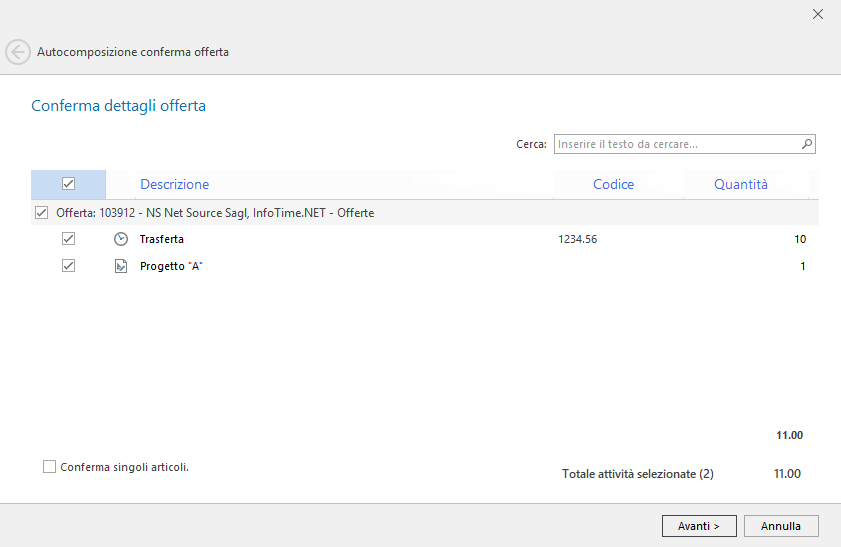 Autocomposizione conferma offerta
Conferma dettagli offerta
Cerca: Inserire il testo da cercare...
Descrizione Codice Quantità
Offerta: 103912 - NS Net Source Sagl, InfoTime.NET - Offerte
Trasferta 1234.56 10
Progetto "A" 1
11.00
Conferma singoli articoli.
Totale attività selezionate (2) 11.00
Avanti > Annulla